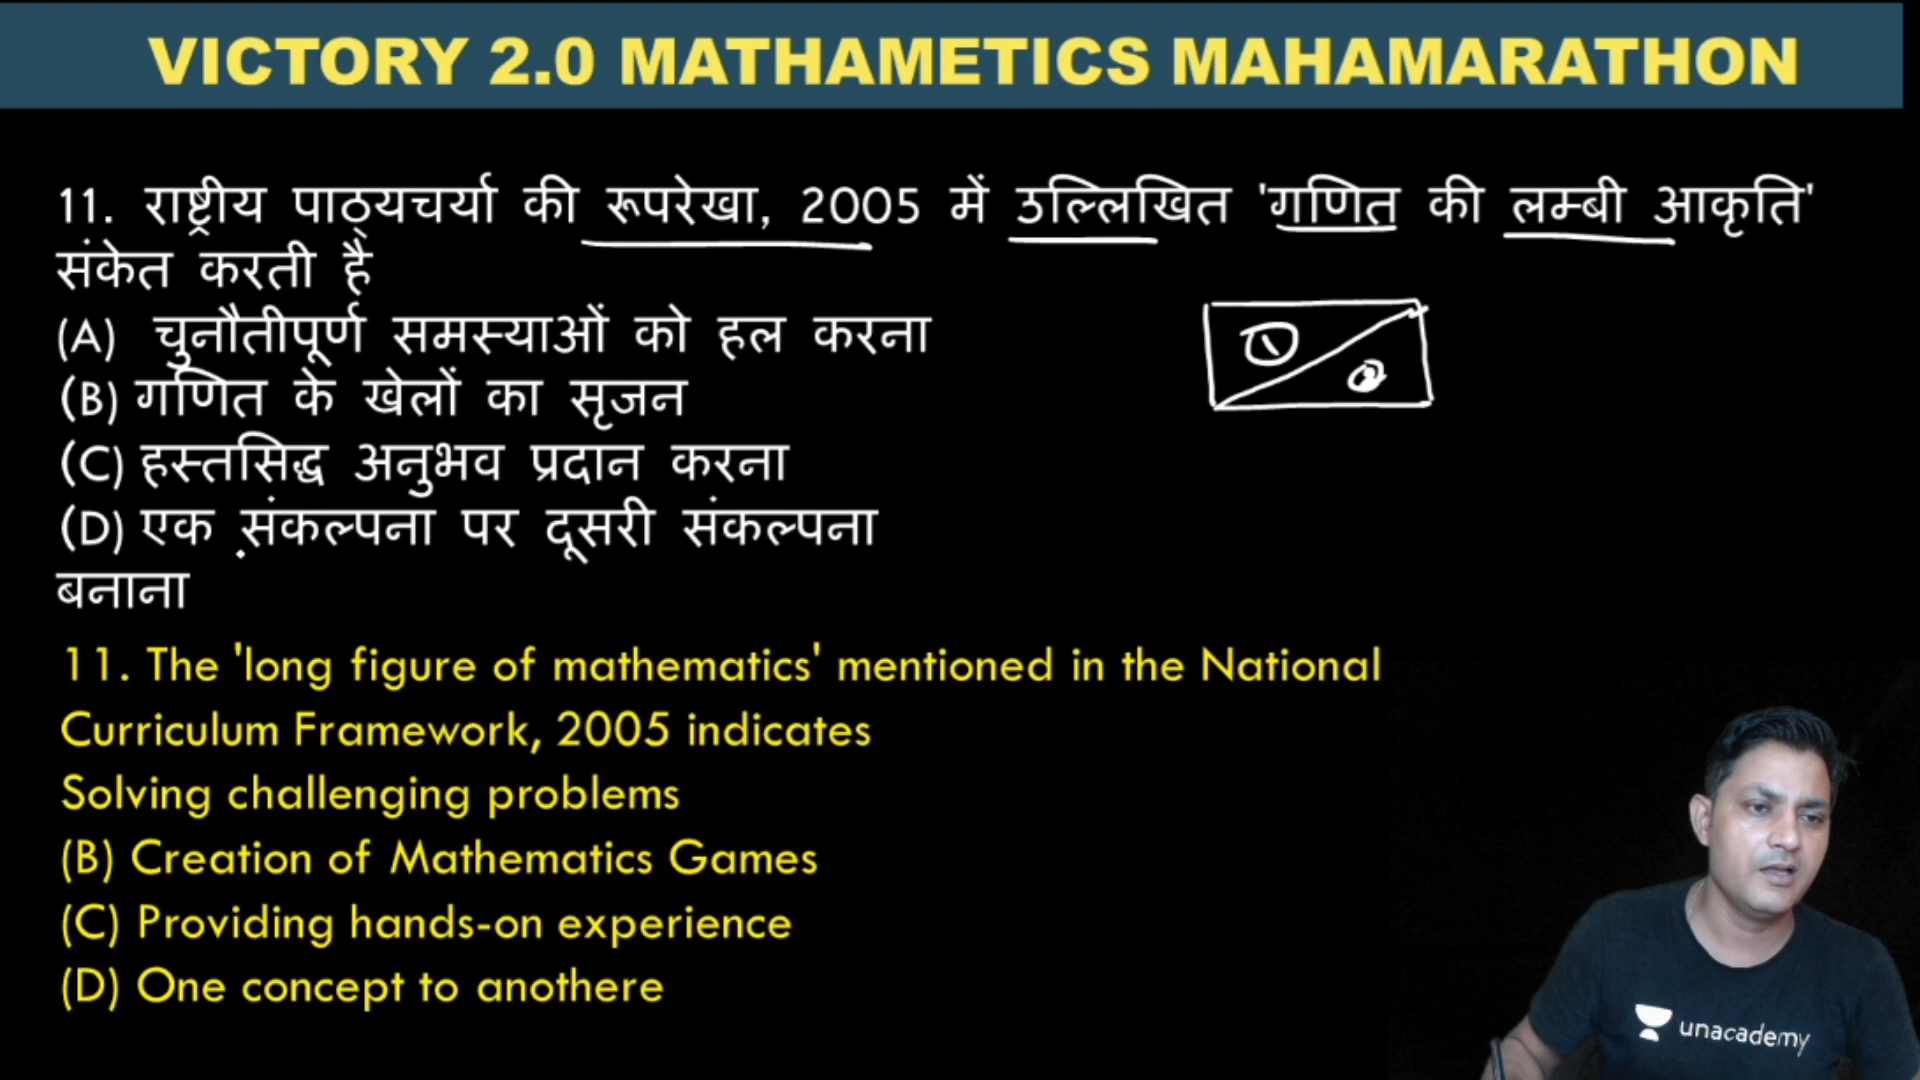 VICTORY 2.0 MATHAMETICS MAHAMARATHON
11. राष्ट्रीय पाठ्यचर्या की रूपरेखा, 2005 में उल्लिखित 'गणित की लम्बी आकृति'
संकेत करती है
(A) चुनौतीपूर्ण समस्याओं को हल करना
(B) गणित के खेलों का सृजन
(C) हस्तसिद्ध अनुभव प्रदान करना
(D) एक संकल्पना पर दूसरी संकल्पना
बनाना
1
2
11. The 'long figure of mathematics' mentioned in the National
Curriculum Framework, 2005 indicates
Solving challenging problems
(B) Creation of Mathematics Games
(C) Providing hands-on experience
(D) One concept to anothere
unacademy